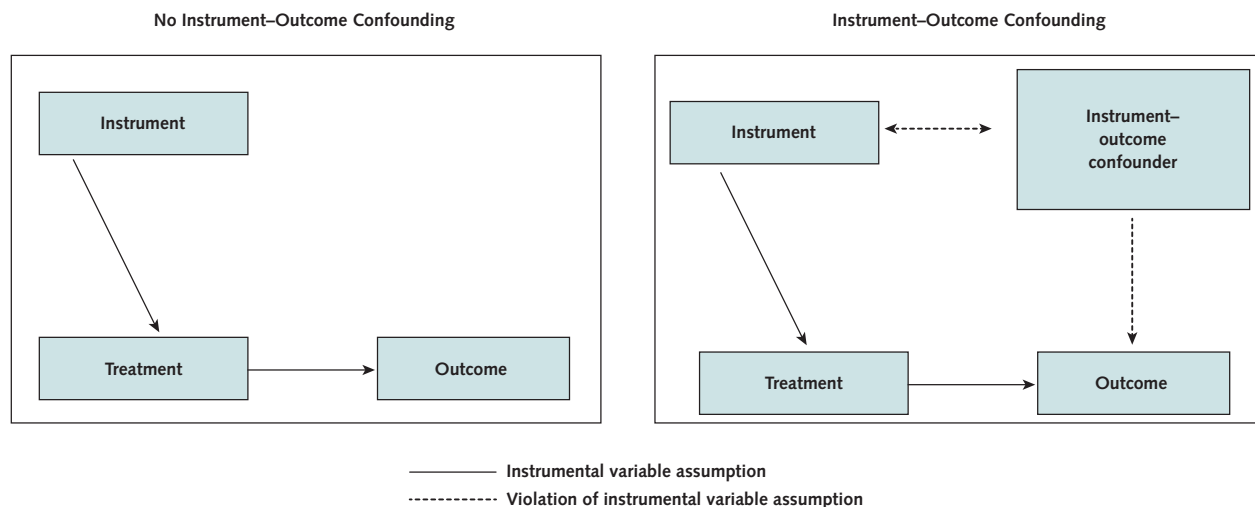 No Instrument–Outcome Confounding
Instrument
Treatment
Outcome
Instrument–Outcome Confounding
Instrument
Instrument–
outcome
confounder
Treatment
Outcome
Instrumental variable assumption
Violation of instrumental variable assumption